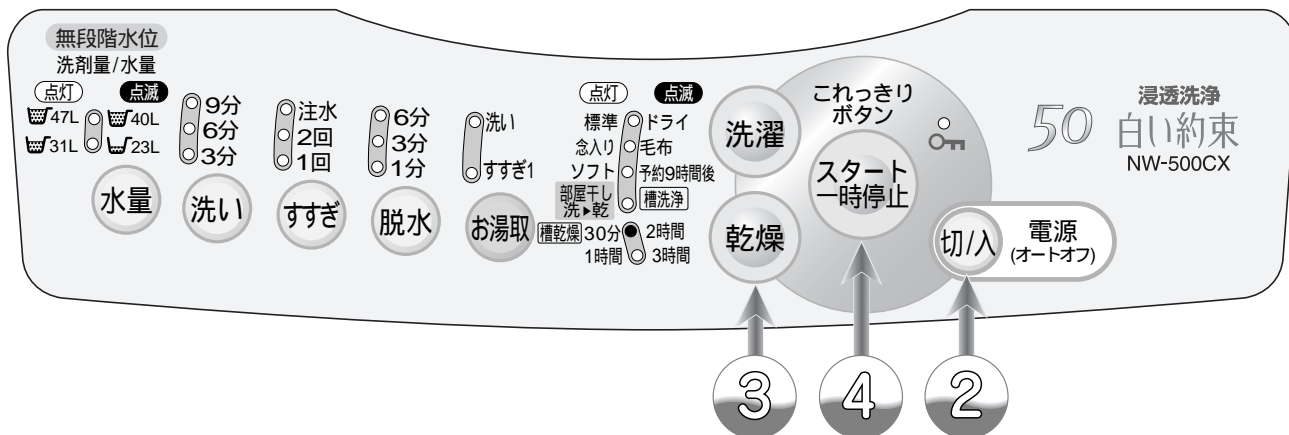 無段階水位
洗剤量/水量
点灯 点滅
47L 40L
31L 23L
水量
9分
6分
3分
洗い
注水
2回
1回
すすぎ
6分
3分
1分
脱水
洗い
すすぎ1
お湯取
点灯 点滅
標準 ドライ
念入り 毛布
ソフト 予約9時間後
部屋干し
洗▶乾 槽洗浄
槽乾燥 30分 2時間
1時間 3時間
洗濯
乾燥
これっきり
ボタン
スタート
一時停止
切/入
電源
(オートオフ)
50
浸透洗浄
白い約束
NW-500CX
3 4 2